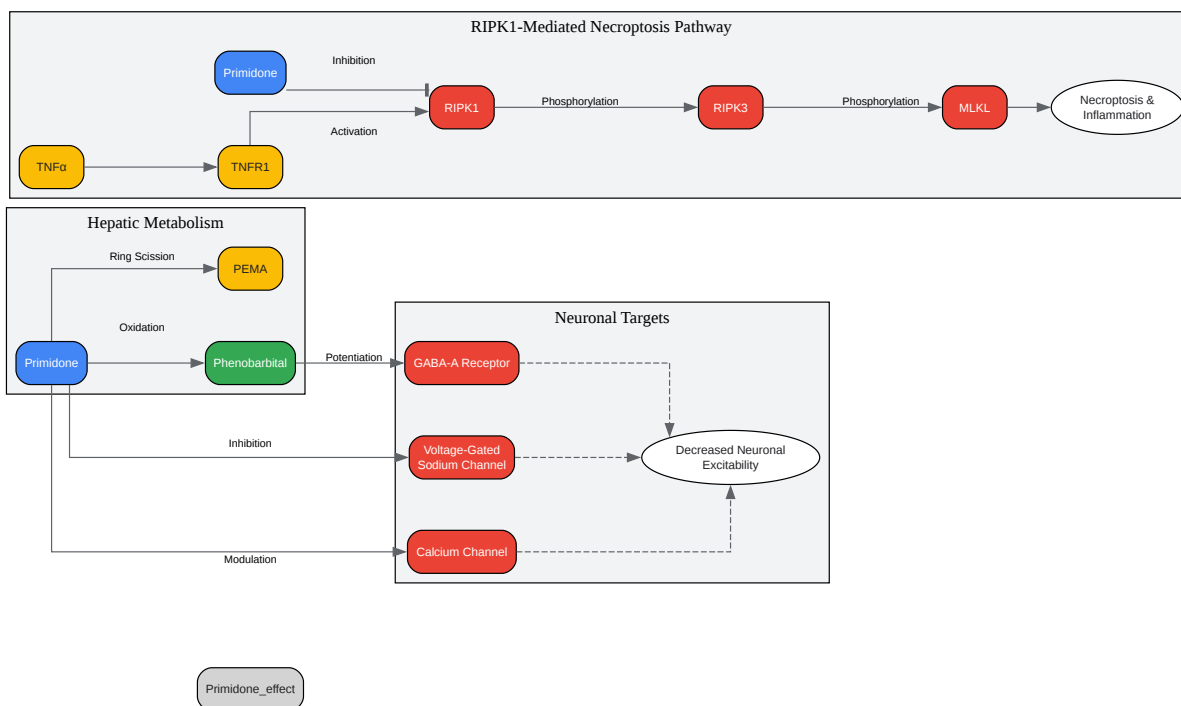 RIPK1-Mediated Necroptosis Pathway
Inhibition
Primidone
RIPK1
Phosphorylation
RIPK3
Phosphorylation
MLKL
Necroptosis &
Inflammation
Activation
TNFα
TNFR1
Hepatic Metabolism
Ring Scission
PEMA
Oxidation
Primidone
Phenobarbital
Potentiation
Neuronal Targets
GABA-A Receptor
Inhibition
Voltage-Gated
Sodium Channel
Decreased Neuronal
Excitability
Modulation
Calcium Channel
Primidone_effect